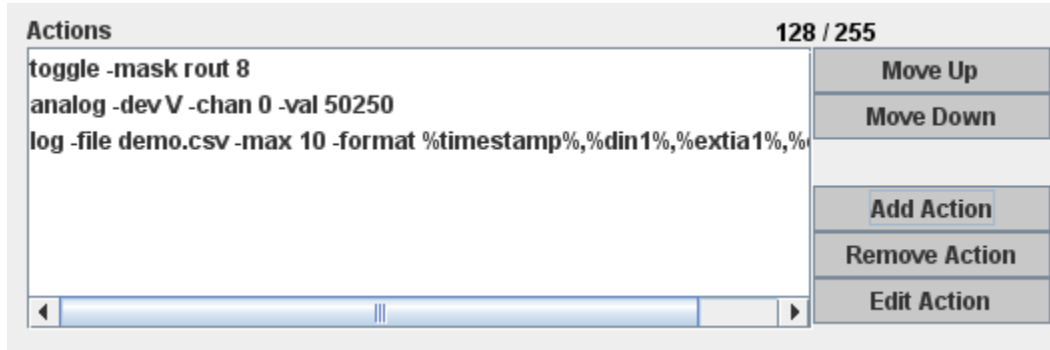 Actions
128 / 255
toggle -mask rout 8
analog -dev V -chan 0 -val 50250
log -file demo.csv -max 10 -format %timestamp%,%din1%,%extia1%,%
Move Up
Move Down
Add Action
Remove Action
Edit Action